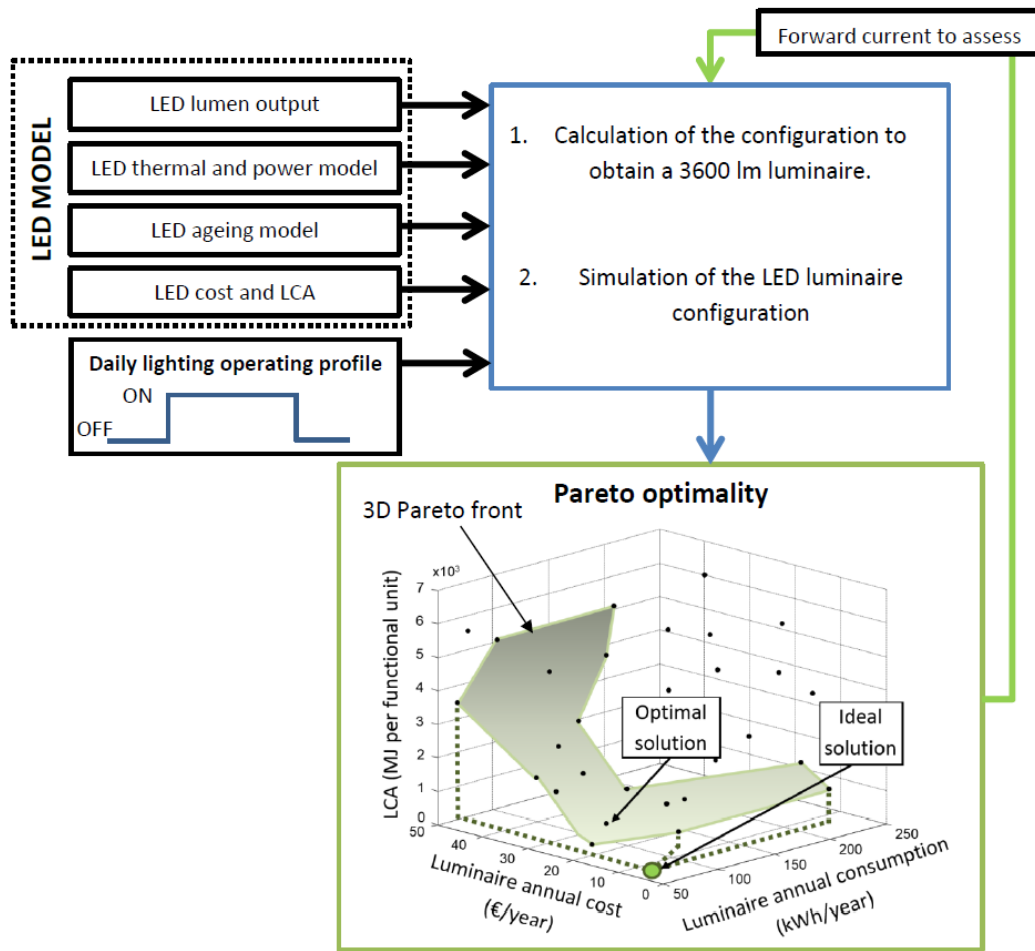 Forward current to assess
LED MODEL
LED lumen output
LED thermal and power model
LED ageing model
LED cost and LCA
Daily lighting operating profile
ON
OFF
1. Calculation of the configuration to
obtain a 3600 lm luminaire.
2. Simulation of the LED luminaire
configuration
Pareto optimality
3D Pareto front
x10³
LCA (MJ per functional unit)
7
6
5
4
3
2
1
0
Optimal
solution
Ideal
solution
50
40
30
20
10
0
Luminaire annual cost
(€/year)
50
100
150
200
250
Luminaire annual consumption
(kWh/year)